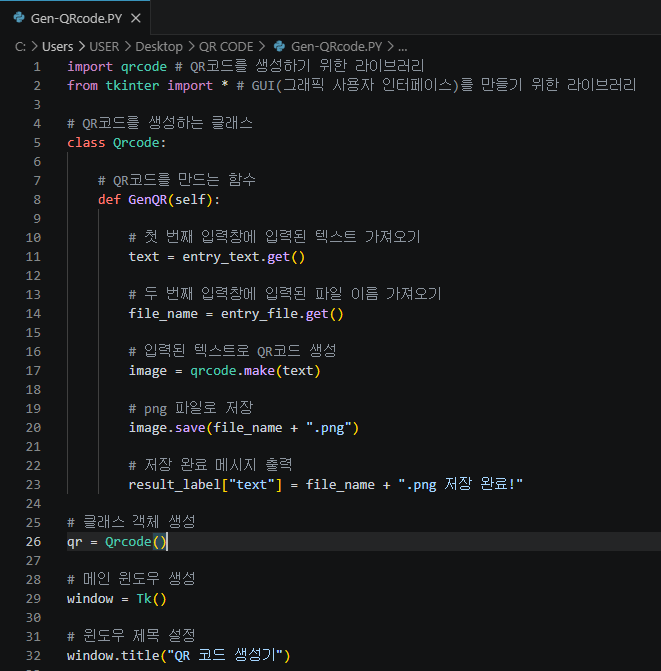 Gen-QRcode.PY
C: > Users > USER > Desktop > QR CODE > Gen-QRcode.PY > ...
1 import qrcode # QR코드를 생성하기 위한 라이브러리
2 from tkinter import * # GUI(그래픽 사용자 인터페이스)를 만들기 위한 라이브러리
3
4 # QR코드를 생성하는 클래스
5 class Qrcode:
6
7 # QR코드를 만드는 함수
8 def GenQR(self):
9
10 # 첫 번째 입력창에 입력된 텍스트 가져오기
11 text = entry_text.get()
12
13 # 두 번째 입력창에 입력된 파일 이름 가져오기
14 file_name = entry_file.get()
15
16 # 입력된 텍스트로 QR코드 생성
17 image = qrcode.make(text)
18
19 # png 파일로 저장
20 image.save(file_name + ".png")
21
22 # 저장 완료 메시지 출력
23 result_label["text"] = file_name + ".png 저장 완료!"
24
25 # 클래스 객체 생성
26 qr = Qrcode()
27
28 # 메인 윈도우 생성
29 window = Tk()
30
31 # 윈도우 제목 설정
32 window.title("QR 코드 생성기")